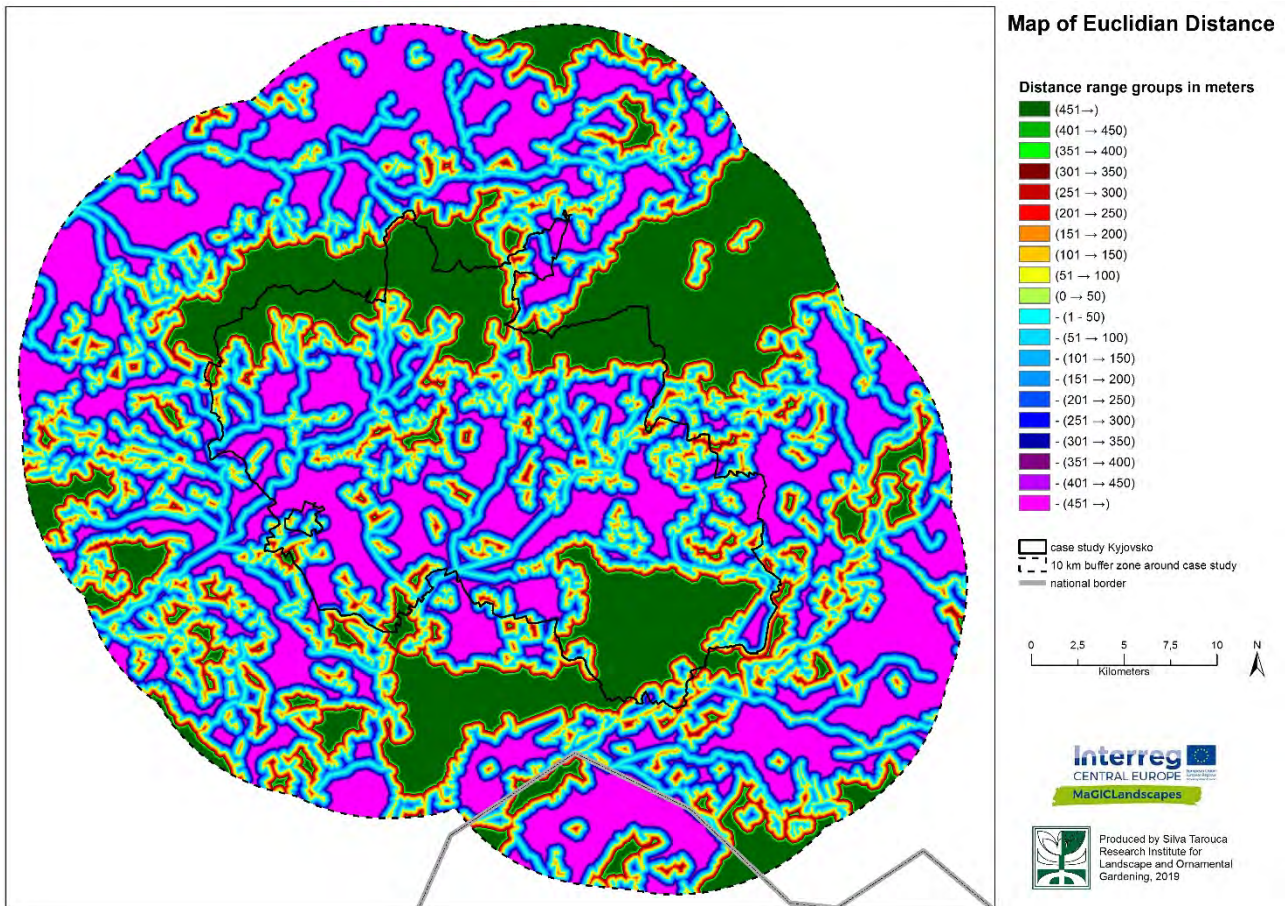 Map of Euclidian Distance
Distance range groups in meters
(451→)
(401 → 450)
(351 → 400)
(301 → 350)
(251 → 300)
(201 → 250)
(151 → 200)
(101 → 150)
(51 → 100)
(0 → 50)
- (1 - 50)
- (51 → 100)
- (101 → 150)
- (151 → 200)
- (201 → 250)
- (251 → 300)
- (301 → 350)
- (351 → 400)
- (401 → 450)
- (451 →)
case study Kyjovsko
10 km buffer zone around case study
national border
0 2,5 5 7,5 10
Kilometers
N
Interreg
CENTRAL EUROPE
MaGICLandscapes
Produced by Silva Tarouca
Research Institute for
Landscape and Ornamental
Gardening, 2019